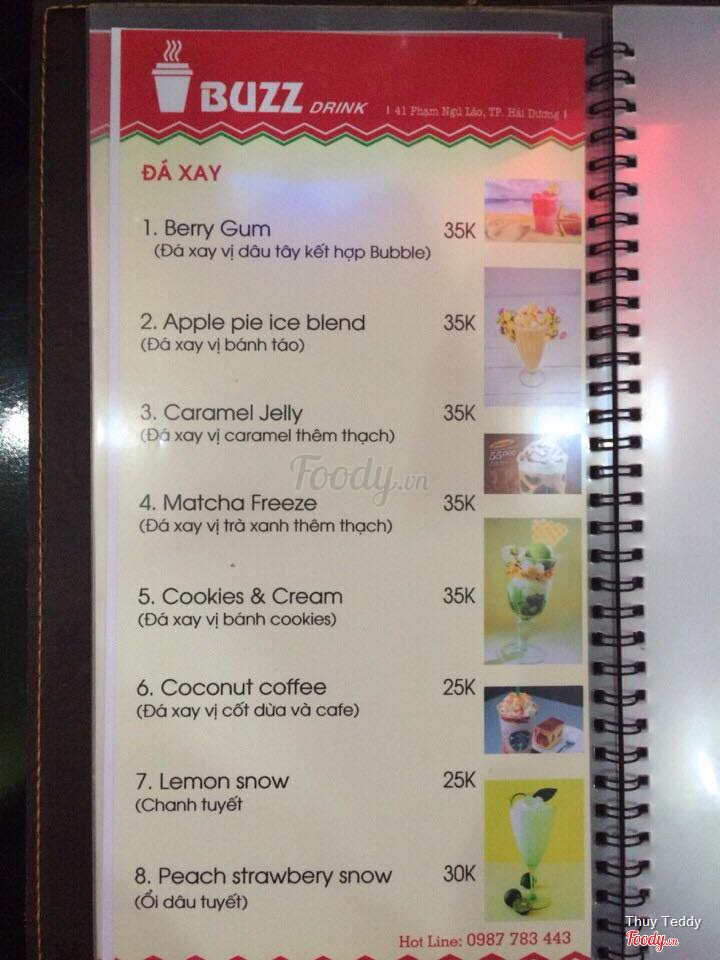 BUZZ DRINK | 41 Phạm Ngũ Lão, TP. Hải Dương |
ĐÁ XAY
1. Berry Gum 35K
(Đá xay vị dâu tây kết hợp Bubble)
2. Apple pie ice blend 35K
(Đá xay vị bánh táo)
3. Caramel Jelly 35K
(Đá xay vị caramel thêm thạch)
55000
Foody.vn
4. Matcha Freeze 35K
(Đá xay vị trà xanh thêm thạch)
5. Cookies & Cream 35K
(Đá xay vị bánh cookies)
6. Coconut coffee 25K
(Đá xay vị cốt dừa và cafe)
7. Lemon snow 25K
(Chanh tuyết
8. Peach strawbery snow 30K
(Ổi dâu tuyết)
Hot Line: 0987 783 443
Thuy Teddy
Foody.vn